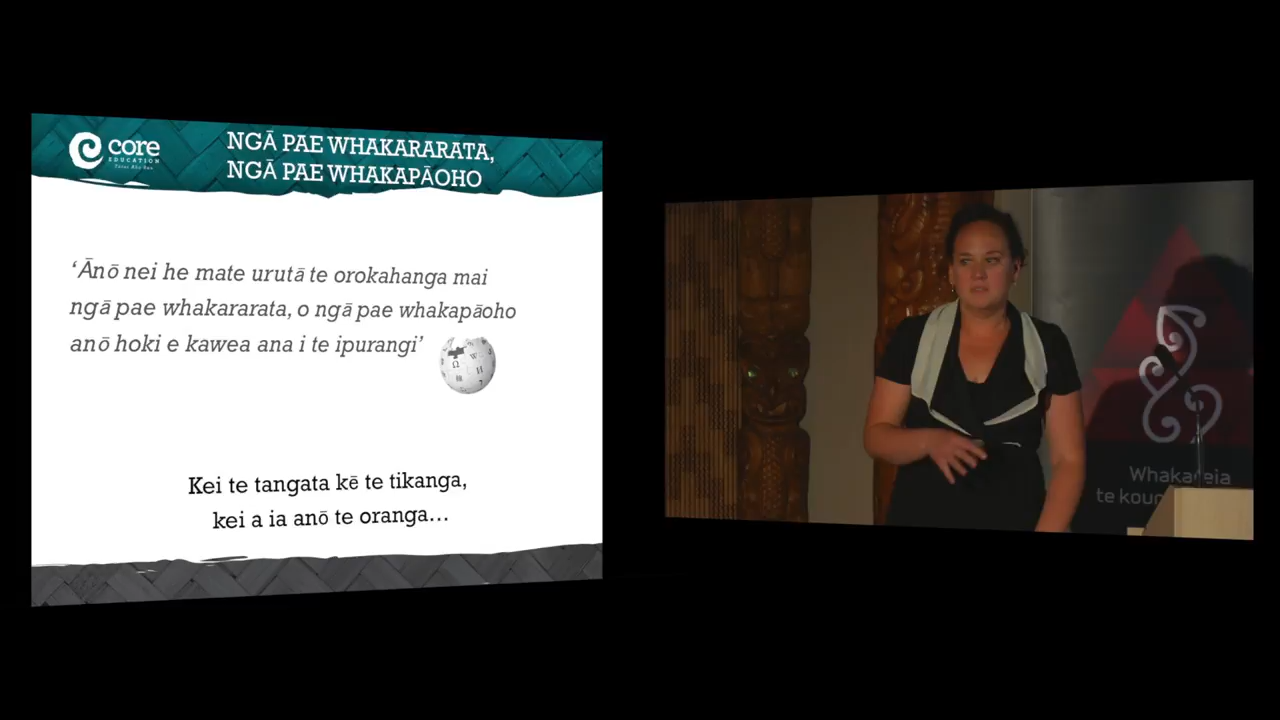 core
EDUCATION
NGĀ PAE WHAKARARATA,
NGĀ PAE WHAKAPĀOHO
‘Ānō nei he mate urutā te orokahanga mai
ngā pae whakararata, o ngā pae whakapāoho
anō hoki e kawea ana i te ipurangi’
Ω W И 7
Kei te tangata kē te tikanga,
kei a ia anō te oranga…
te